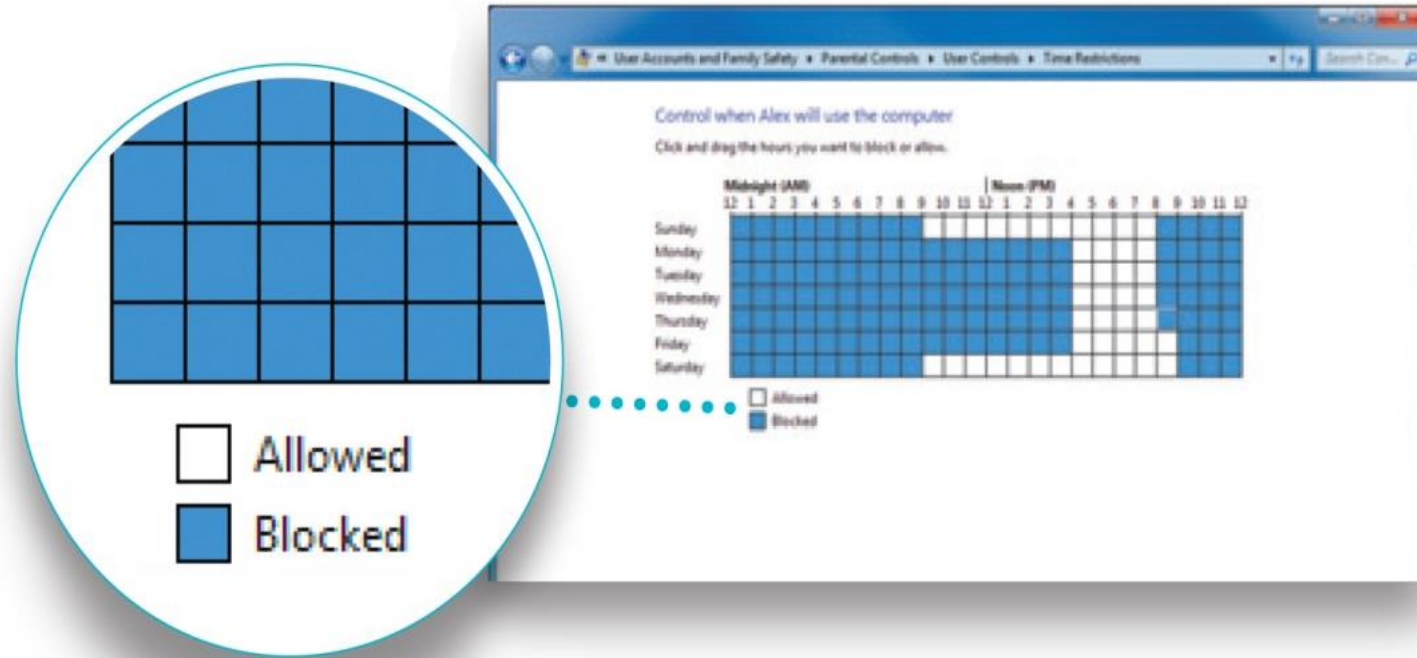 User Accounts and Family Safety ▸ Parental Controls ▸ User Controls ▸ Time Restrictions
Search Con...
Control when Alex will use the computer
Click and drag the hours you want to block or allow.
Midnight (AM) Noon (PM)
12 1 2 3 4 5 6 7 8 9 10 11 12 1 2 3 4 5 6 7 8 9 10 11 12
Sunday
Monday
Tuesday
Wednesday
Thursday
Friday
Saturday
Allowed
Blocked
Allowed
Blocked